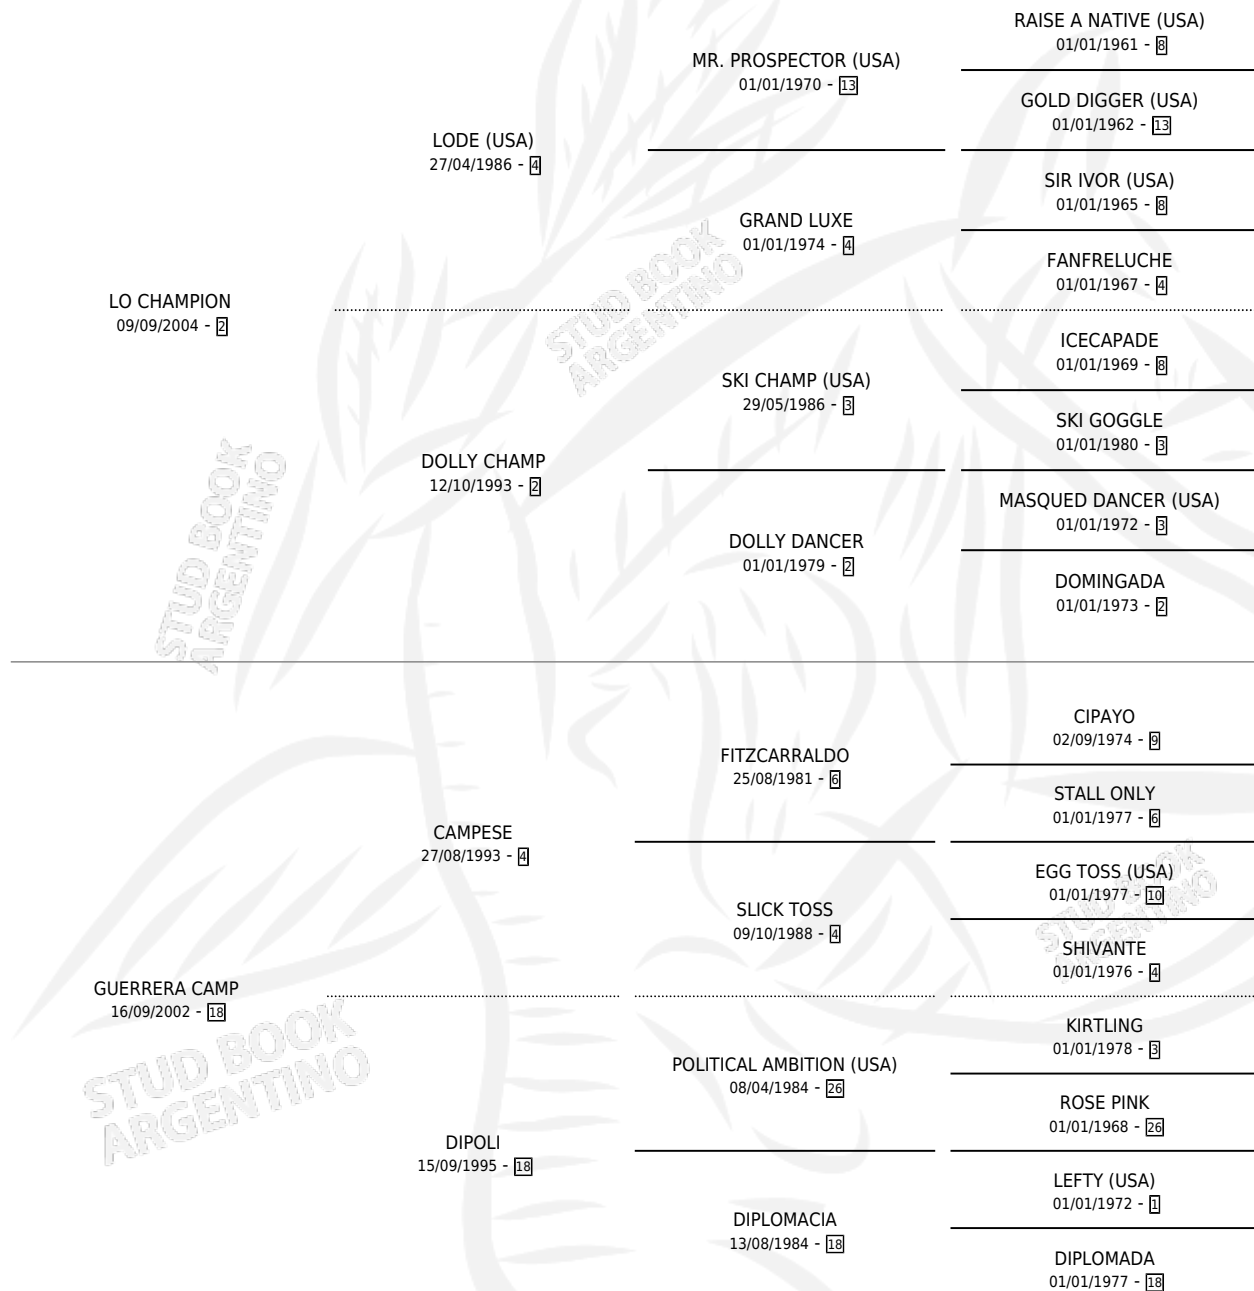 RAISE A NATIVE (USA)
01/01/1961 - 8
MR. PROSPECTOR (USA)
01/01/1970 - 13
GOLD DIGGER (USA)
01/01/1962 - 13
LODE (USA)
27/04/1986 - 4
SIR IVOR (USA)
01/01/1965 - 8
GRAND LUXE
01/01/1974 - 4
FANFRELUCHE
01/01/1967 - 4
LO CHAMPION
09/09/2004 - 2
ICECAPADE
01/01/1969 - 8
SKI CHAMP (USA)
29/05/1986 - 3
SKI GOGGLE
01/01/1980 - 3
DOLLY CHAMP
12/10/1993 - 2
MASQUED DANCER (USA)
01/01/1972 - 3
DOLLY DANCER
01/01/1979 - 2
DOMINGADA
01/01/1973 - 2
CIPAYO
02/09/1974 - 9
FITZCARRALDO
25/08/1981 - 6
STALL ONLY
01/01/1977 - 6
CAMPESE
27/08/1993 - 4
EGG TOSS (USA)
01/01/1977 - 10
SLICK TOSS
09/10/1988 - 4
SHIVANTE
01/01/1976 - 4
GUERRERA CAMP
16/09/2002 - 18
KIRTLING
01/01/1978 - 3
POLITICAL AMBITION (USA)
08/04/1984 - 26
ROSE PINK
01/01/1968 - 26
DIPOLI
15/09/1995 - 18
LEFTY (USA)
01/01/1972 - 1
DIPLOMACIA
13/08/1984 - 18
DIPLOMADA
01/01/1977 - 18
STUD BOOK
ARGENTINO
STUD BOOK
ARGENTINO
STUD BOOK
ARGENTINO
STUD BOOK
ARGENTINO